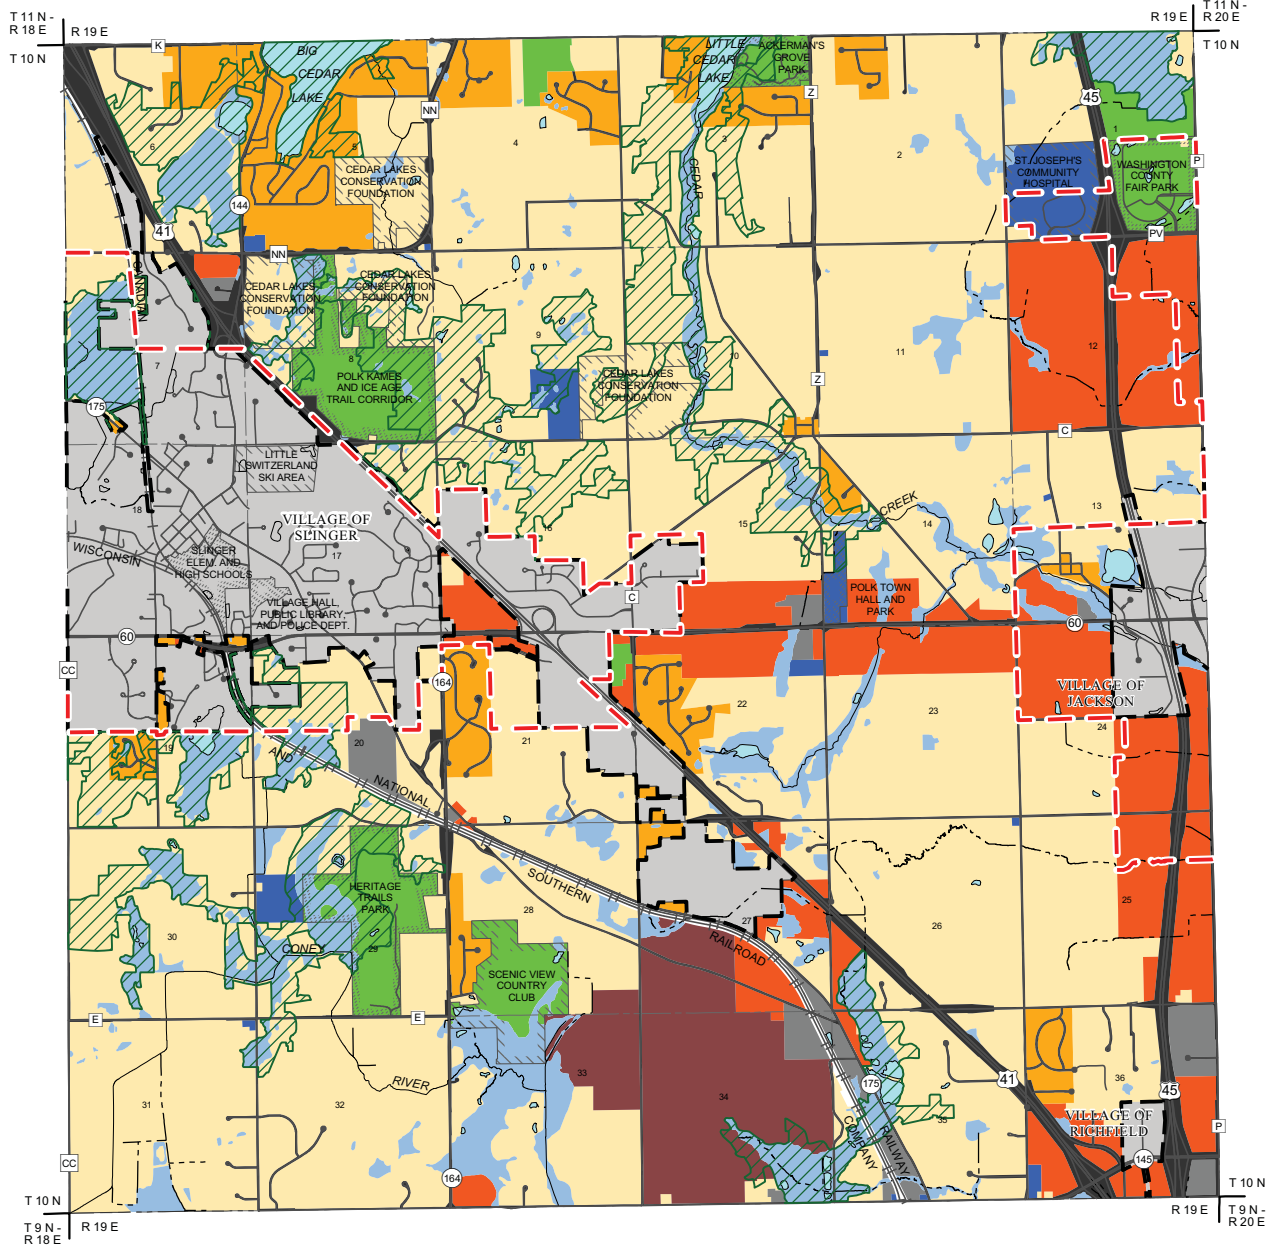 T 11 N -
R 18 E
R 19 E
T 10 N
R 19 E
T 11 N -
R 20 E
T 10 N
K
BIG
CEDAR
LAKE
LITTLE
CEDAR
LAKE
ACKERMAN'S
GROVE
PARK
NN
Z
45
6
5
4
3
2
1
CEDAR LAKES
CONSERVATION
FOUNDATION
CEDAR
ST. JOSEPH'S
COMMUNITY
HOSPITAL
WASHINGTON
COUNTY
FAIR PARK
P
144
41
NN
PV
CANADIAN
CEDAR LAKES
CONSERVATION
FOUNDATION
CEDAR LAKES
CONSERVATION
FOUNDATION
7
8
9
10
11
12
POLK KAMES
AND ICE AGE
TRAIL CORRIDOR
CEDAR LAKES
CONSERVATION
FOUNDATION
Z
175
C
LITTLE
SWITZERLAND
SKI AREA
18
VILLAGE OF
SLINGER
17
16
15
CREEK
14
13
WISCONSIN
SLINGER
ELEM. AND
HIGH SCHOOLS
VILLAGE HALL,
PUBLIC LIBRARY,
AND POLICE DEPT.
C
POLK TOWN
HALL AND
PARK
60
60
CC
164
VILLAGE OF
JACKSON
19
20
21
22
23
24
AND
NATIONAL
SOUTHERN
RAILROAD
HERITAGE
TRAILS
PARK
30
29
28
27
26
25
CONEY
SCENIC VIEW
COUNTRY
CLUB
E
E
RIVER
31
32
33
34
35
36
175
41
45
VILLAGE OF
RICHFIELD
COMPANY
RAILWAY
P
145
CC
164
T 10 N
T 9 N -
R 18 E
R 19 E
T 10 N
R 19 E
T 9 N -
R 20 E